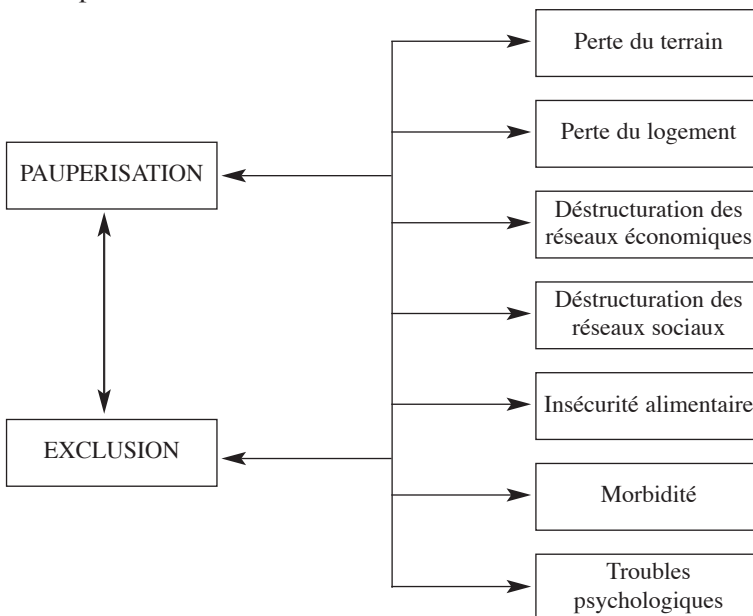 Perte du terrain
Perte du logement
PAUPERISATION
Déstructuration des
réseaux économiques
Déstructuration des
réseaux sociaux
Insécurité alimentaire
EXCLUSION
Morbidité
Troubles
psychologiques